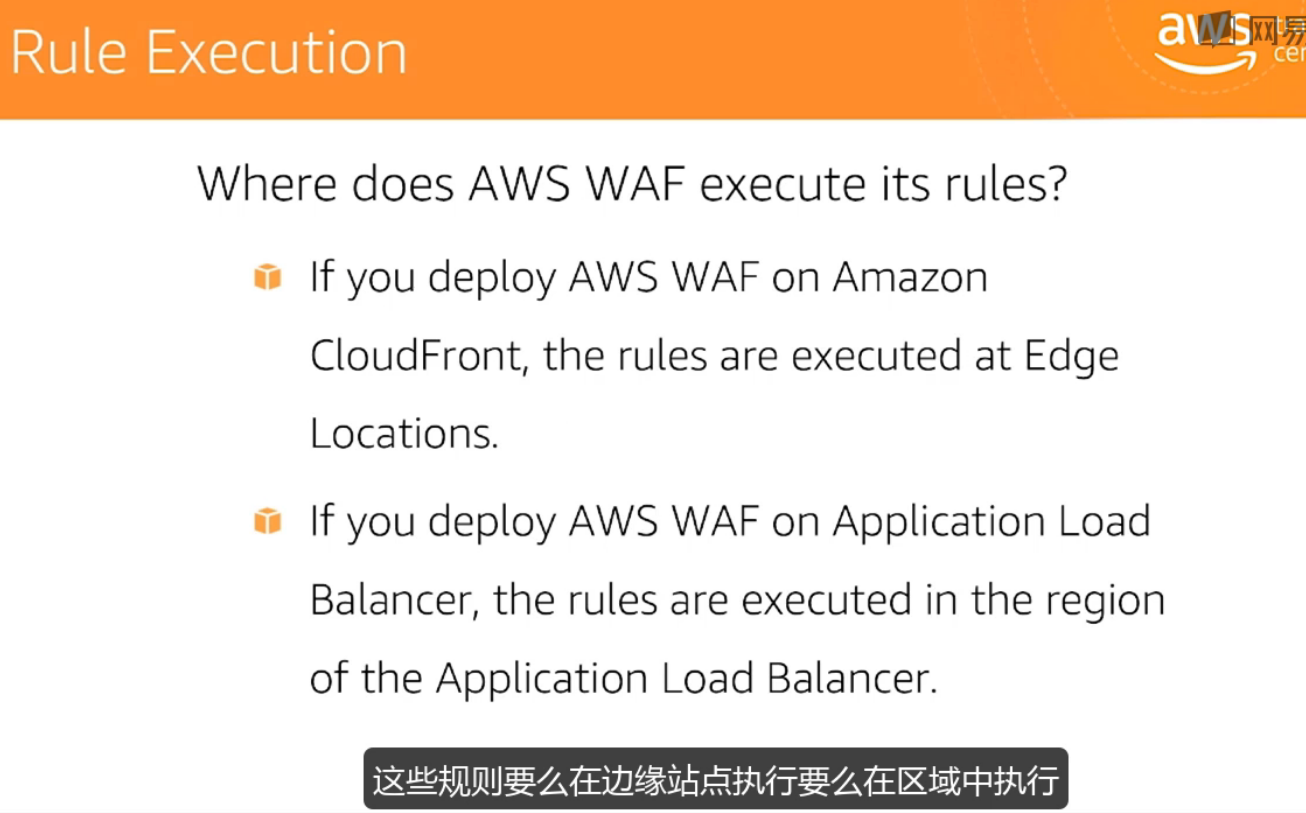 Rule Execution
aws
网易
cer
Where does AWS WAF execute its rules?
If you deploy AWS WAF on Amazon
CloudFront, the rules are executed at Edge
Locations.
If you deploy AWS WAF on Application Load
Balancer, the rules are executed in the region
of the Application Load Balancer.
这些规则要么在边缘站点执行要么在区域中执行